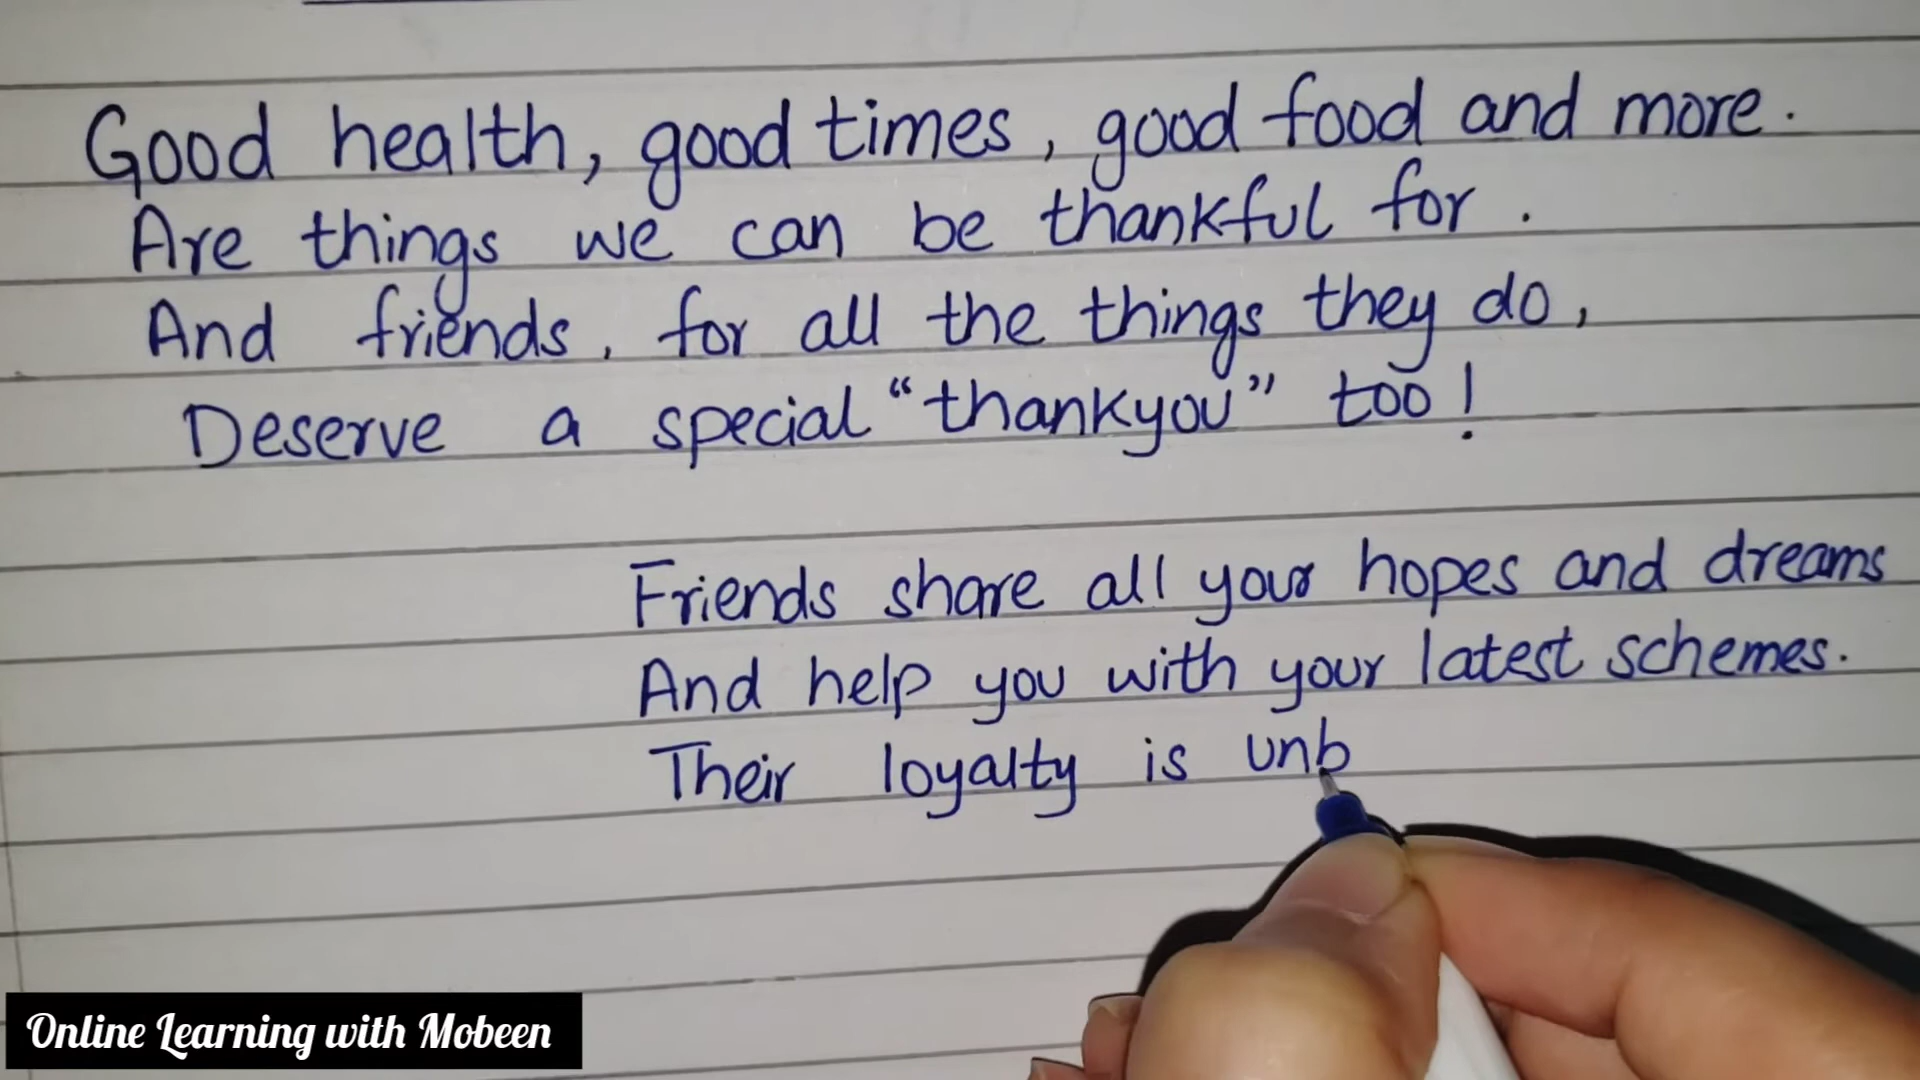 Good health, good times, good food and more.
Are things we can be thankful for.
And friends, for all the things they do,
Deserve a special “thankyou” too!
Friends share all your hopes and dreams
And help you with your latest schemes.
Their loyalty is unb
Online Learning with Mobeen